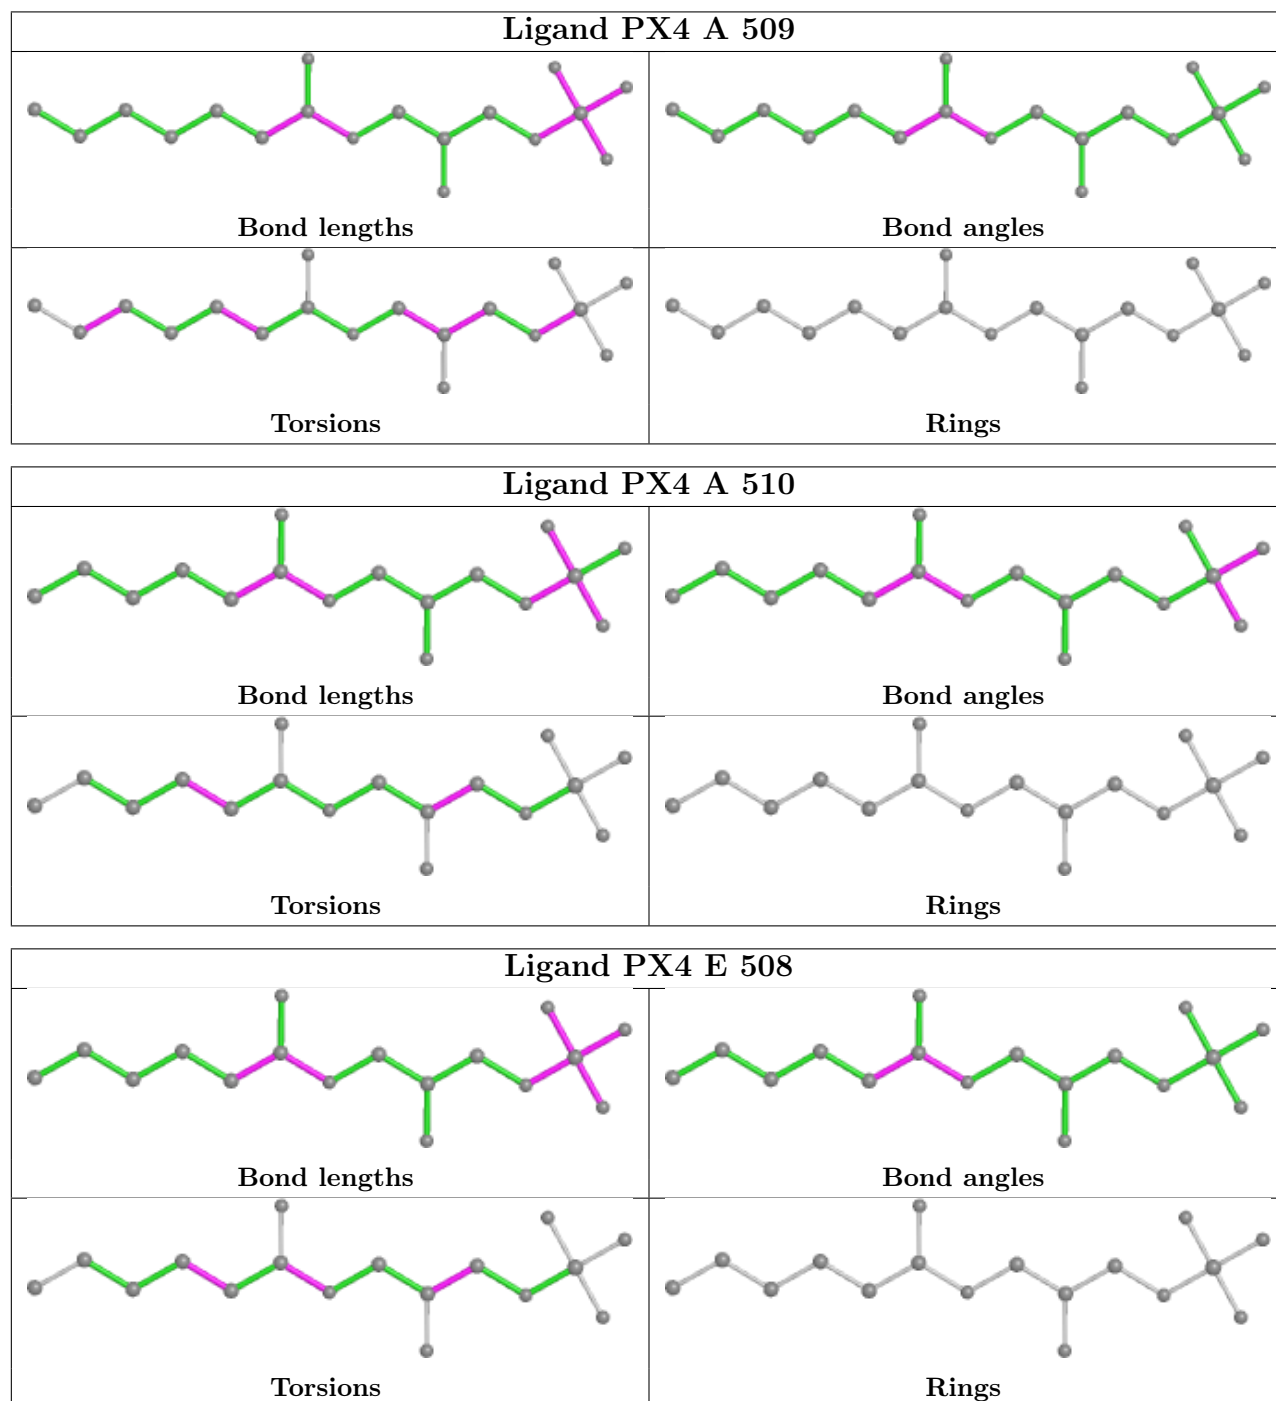 Ligand PX4 A 509
Bond lengths
Bond angles
Torsions
Rings
Ligand PX4 A 510
Bond lengths
Bond angles
Torsions
Rings
Ligand PX4 E 508
Bond lengths
Bond angles
Torsions
Rings